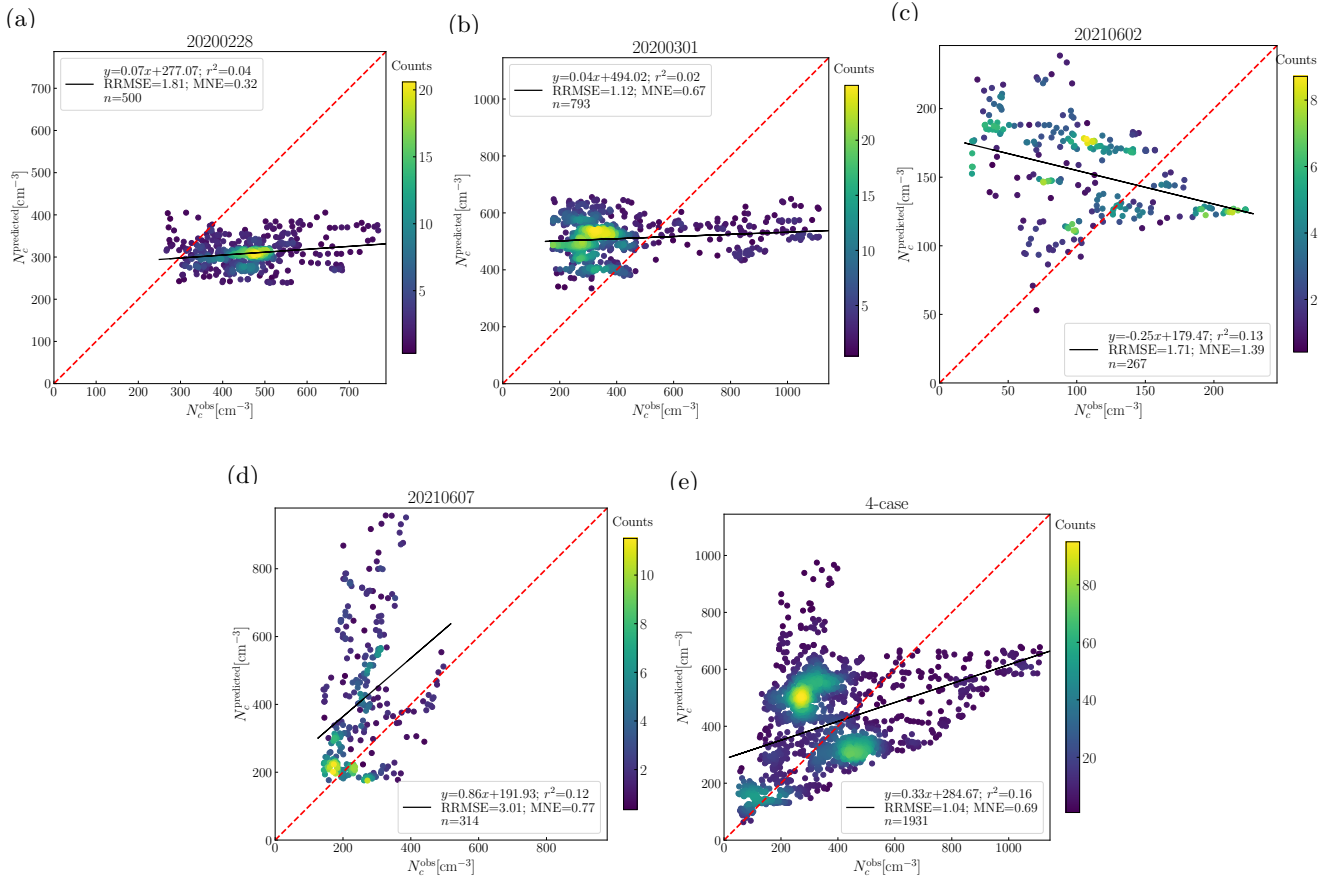 (a)
20200228
y=0.07x+277.07; r²=0.04
RRMSE=1.81; MNE=0.32
n=500
Counts
700
600
500
400
300
200
100
0
0 100 200 300 400 500 600 700
N_c^predicted[cm⁻³]
N_c^obs[cm⁻³]
20
15
10
5
(b)
20200301
y=0.04x+494.02; r²=0.02
RRMSE=1.12; MNE=0.67
n=793
Counts
1000
800
600
400
200
0
0 200 400 600 800 1000
N_c^predicted[cm⁻³]
N_c^obs[cm⁻³]
20
15
10
5
(c)
20210602
Counts
200
150
100
50
0
0 50 100 150 200
N_c^predicted[cm⁻³]
N_c^obs[cm⁻³]
y=-0.25x+179.47; r²=0.13
RRMSE=1.71; MNE=1.39
n=267
8
6
4
2
(d)
20210607
Counts
800
600
400
200
0
0 200 400 600 800
N_c^predicted[cm⁻³]
N_c^obs[cm⁻³]
y=0.86x+191.93; r²=0.12
RRMSE=3.01; MNE=0.77
n=314
10
8
6
4
2
(e)
4-case
Counts
1000
800
600
400
200
0
0 200 400 600 800 1000
N_c^predicted[cm⁻³]
N_c^obs[cm⁻³]
y=0.33x+284.67; r²=0.16
RRMSE=1.04; MNE=0.69
n=1931
80
60
40
20